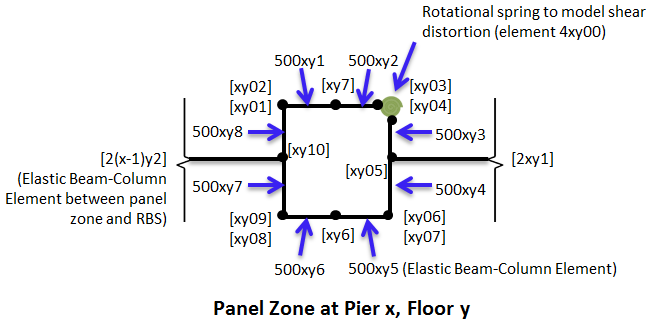 Rotational spring to model shear
distortion (element 4xy00)
500xy1
500xy2
[xy02]
[xy7]
[xy03]
[xy01]
[xy04]
500xy8
500xy3
[xy10]
[2(x-1)y2]
[xy05]
[2xy1]
(Elastic Beam-Column
Element between panel
zone and RBS)
500xy7
500xy4
[xy09]
[xy06]
[xy08]
[xy6]
[xy07]
500xy6
500xy5 (Elastic Beam-Column Element)
Panel Zone at Pier x, Floor y